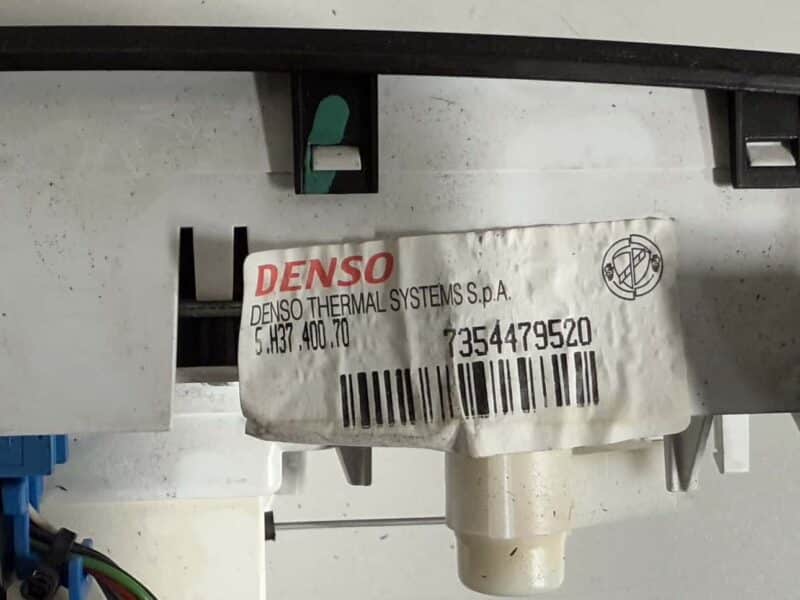 DENSO
DENSO THERMAL SYSTEMS S.p.A.
5.H37.400.70
7354479520